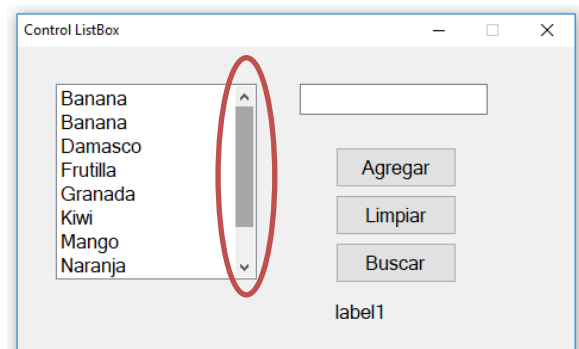 Control ListBox
Banana
Banana
Damasco
Frutilla
Granada
Kiwi
Mango
Naranja
Agregar
Limpiar
Buscar
label1